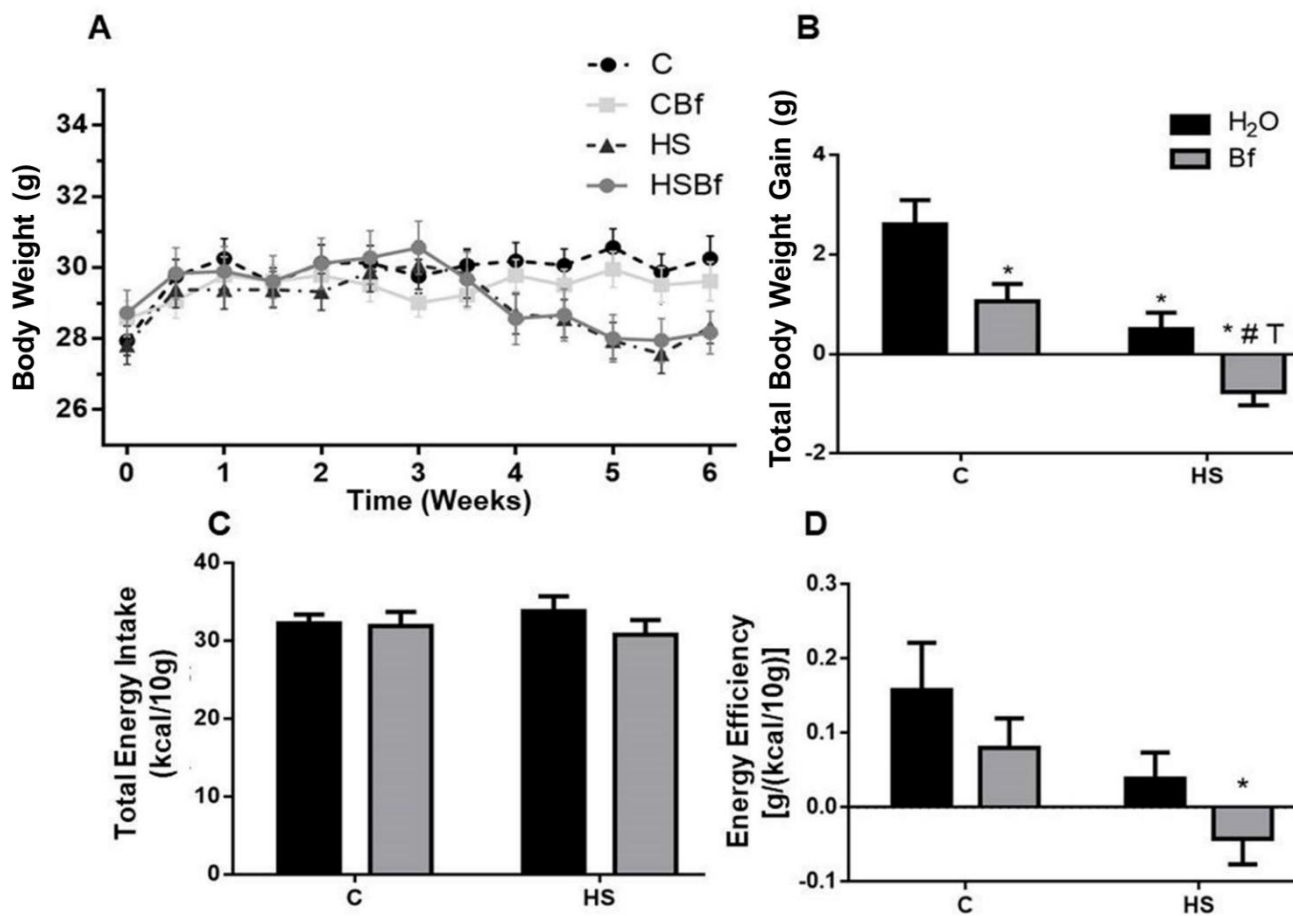 A
C
CBf
HS
HSBf
Body Weight (g)
34
32
30
28
26
0 1 2 3 4 5 6
Time (Weeks)
B
H₂O
Bf
Total Body Weight Gain (g)
4
2
0
-2
*
*
* # T
C HS
C
Total Energy Intake
(kcal/10g)
40
30
20
10
0
C HS
D
Energy Efficiency
[g/(kcal/10g)]
0.3
0.2
0.1
0.0
-0.1
*
C HS